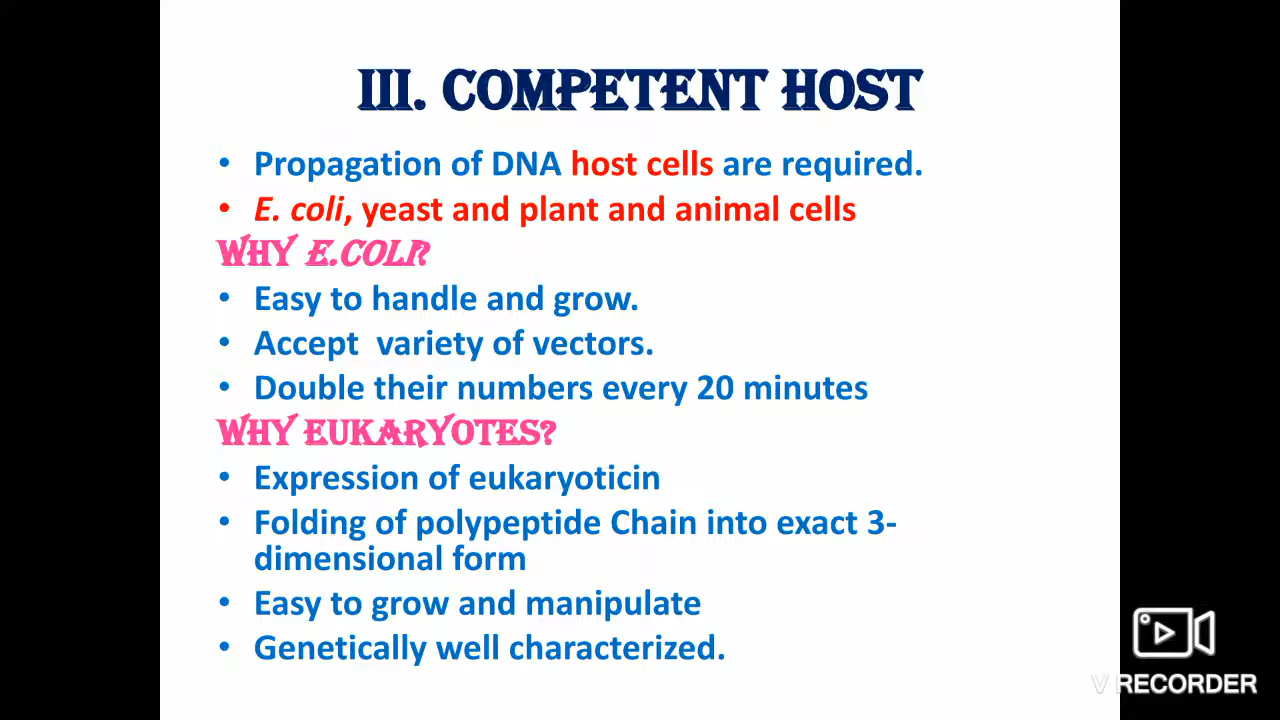 III. COMPETENT HOST
• Propagation of DNA host cells are required.
• E. coli, yeast and plant and animal cells
WHY E.COLI?
• Easy to handle and grow.
• Accept variety of vectors.
• Double their numbers every 20 minutes
WHY EUKARYOTES?
• Expression of eukaryoticin
• Folding of polypeptide Chain into exact 3-
dimensional form
• Easy to grow and manipulate
• Genetically well characterized.
V RECORDER